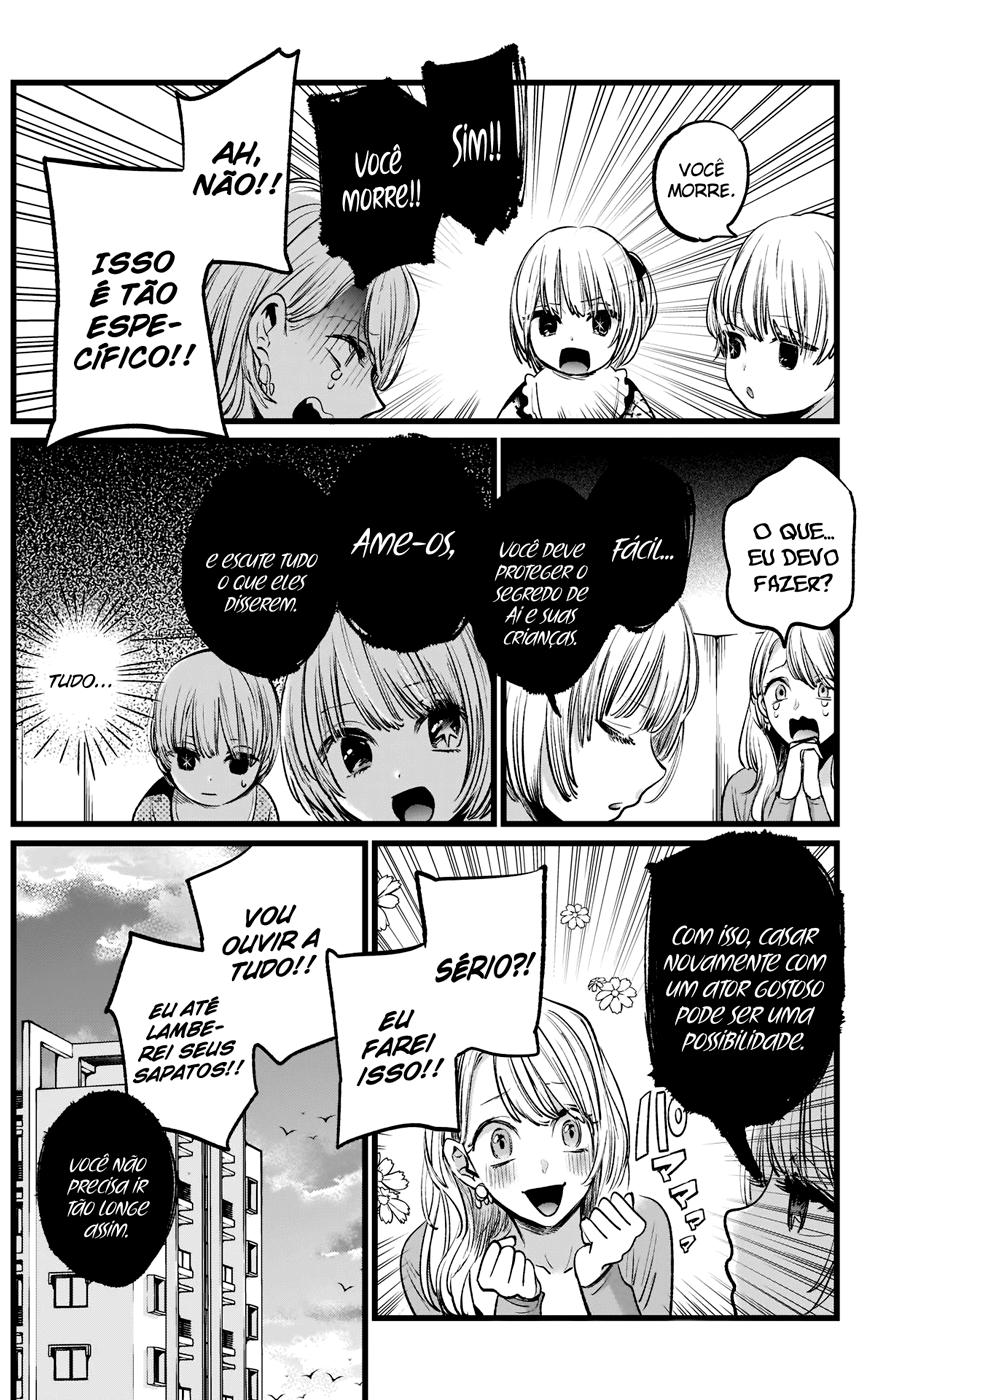 VOCÊ
MORRE.
SIM!!
VOCÊ
MORRE!!
AH,
NÃO!!
ISSO
É TÃO
ESPE-
CÍFICO!!
O QUE...
EU DEVO
FAZER?
FÁCIL...
VOCÊ DEVE
PROTEGER O
SEGREDO DE
AI E SUAS
CRIANÇAS.
AME-OS,
E ESCUTE TUDO
O QUE ELES
DISSEREM.
TUDO...
COM ISSO, CASAR
NOVAMENTE COM
UM ATOR GOSTOSO
PODE SER UMA
POSSIBILIDADE.
SÉRIO?!
EU
FAREI
ISSO!!
VOU
OUVIR A
TUDO!!
EU ATÉ
LAMBE-
REI SEUS
SAPATOS!!
VOCÊ NÃO
PRECISA IR
TÃO LONGE
ASSIM.